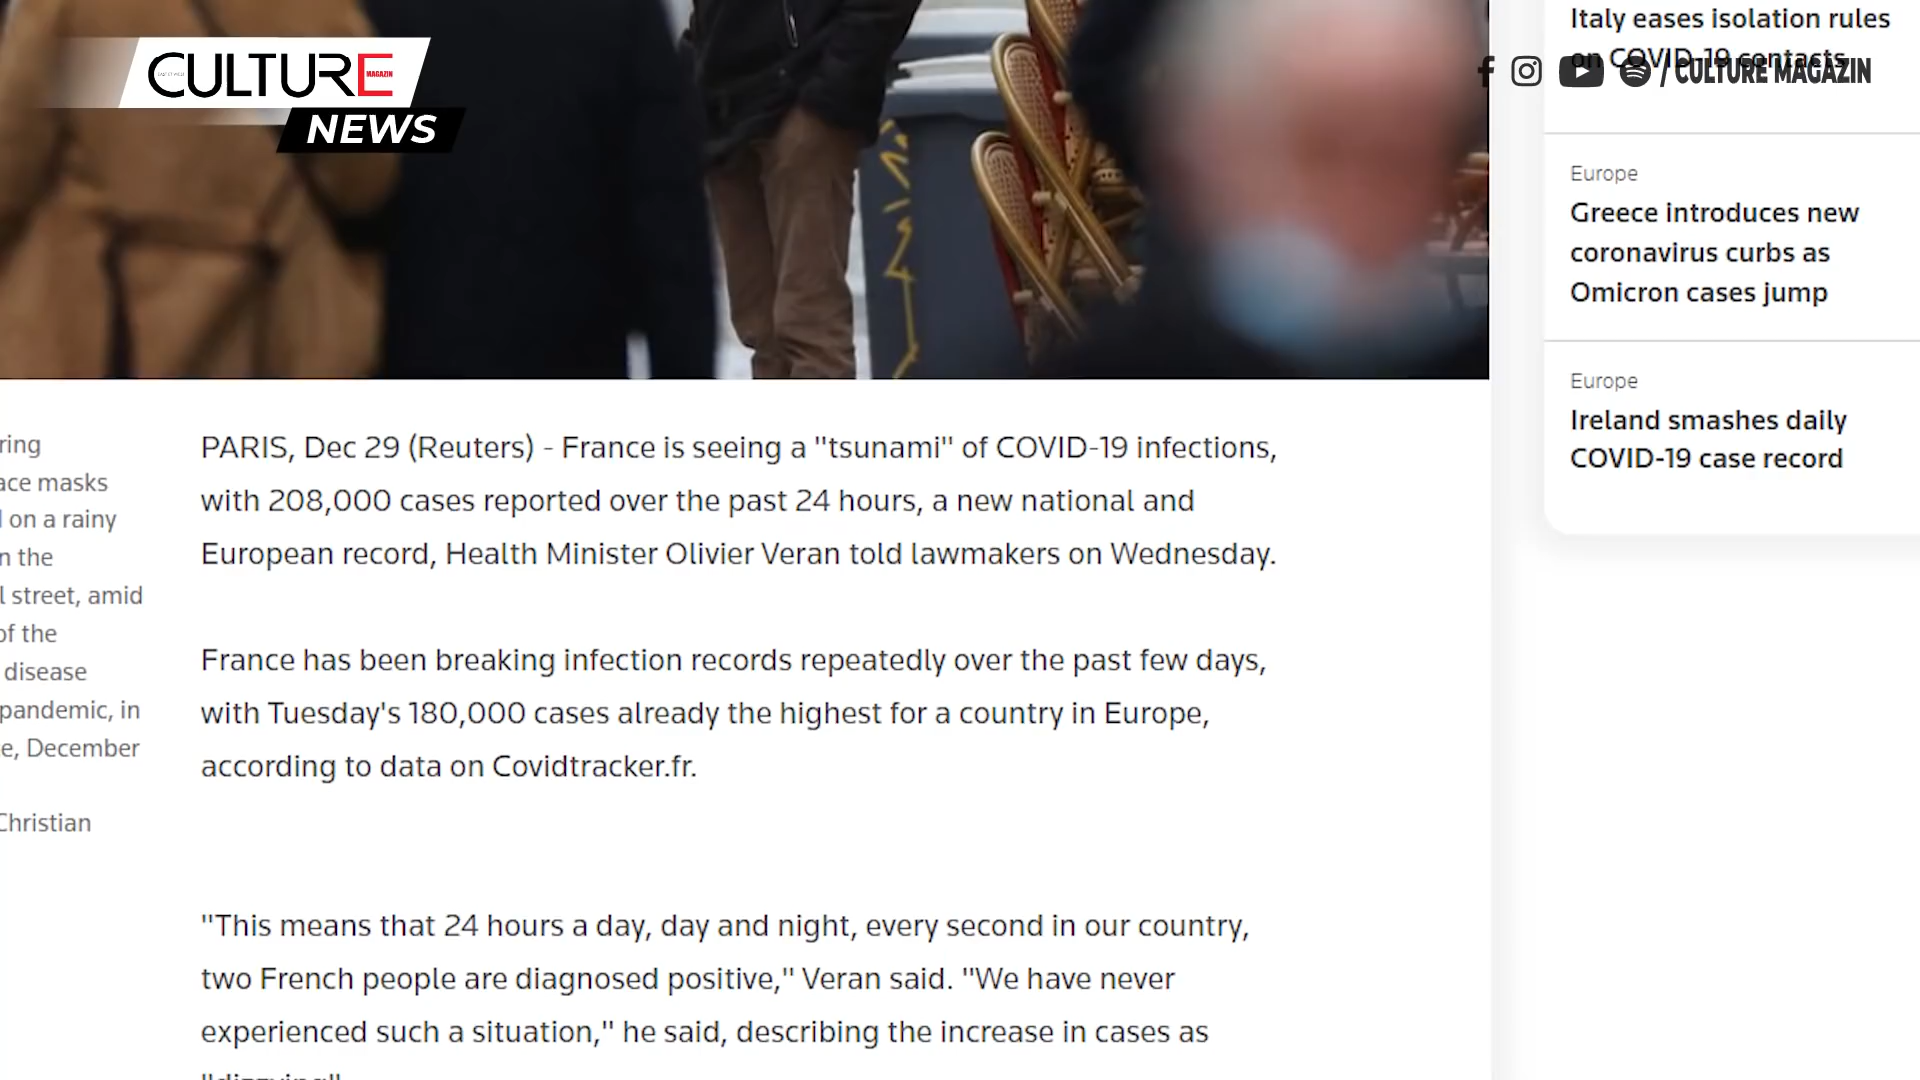 CULTURE
MAGAZIN
NEWS
/ CULTURE MAGAZIN
Italy eases isolation rules
on COVID-19 contacts
Europe
Greece introduces new
coronavirus curbs as
Omicron cases jump
Europe
Ireland smashes daily
COVID-19 case record
ring
ace masks
on a rainy
n the
l street, amid
of the
disease
pandemic, in
e, December
Christian
PARIS, Dec 29 (Reuters) - France is seeing a "tsunami" of COVID-19 infections,
with 208,000 cases reported over the past 24 hours, a new national and
European record, Health Minister Olivier Veran told lawmakers on Wednesday.
France has been breaking infection records repeatedly over the past few days,
with Tuesday's 180,000 cases already the highest for a country in Europe,
according to data on Covidtracker.fr.
"This means that 24 hours a day, day and night, every second in our country,
two French people are diagnosed positive," Veran said. "We have never
experienced such a situation," he said, describing the increase in cases as
"dizzying"